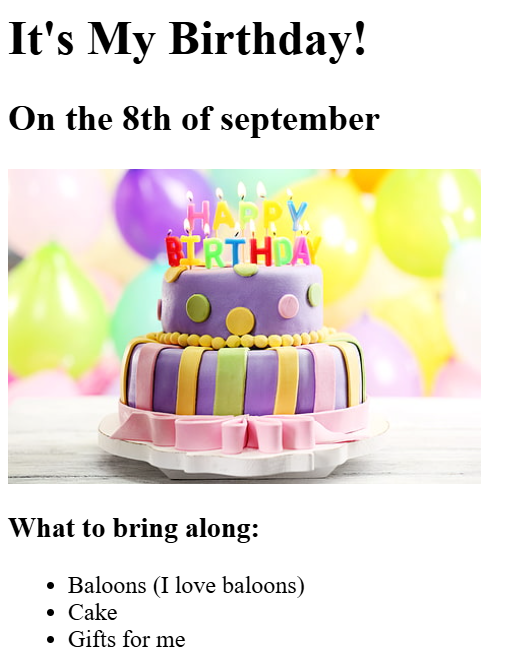 It's My Birthday!
On the 8th of september
HAPPY
BIRTHDAY
What to bring along:
Baloons (I love baloons)
Cake
Gifts for me